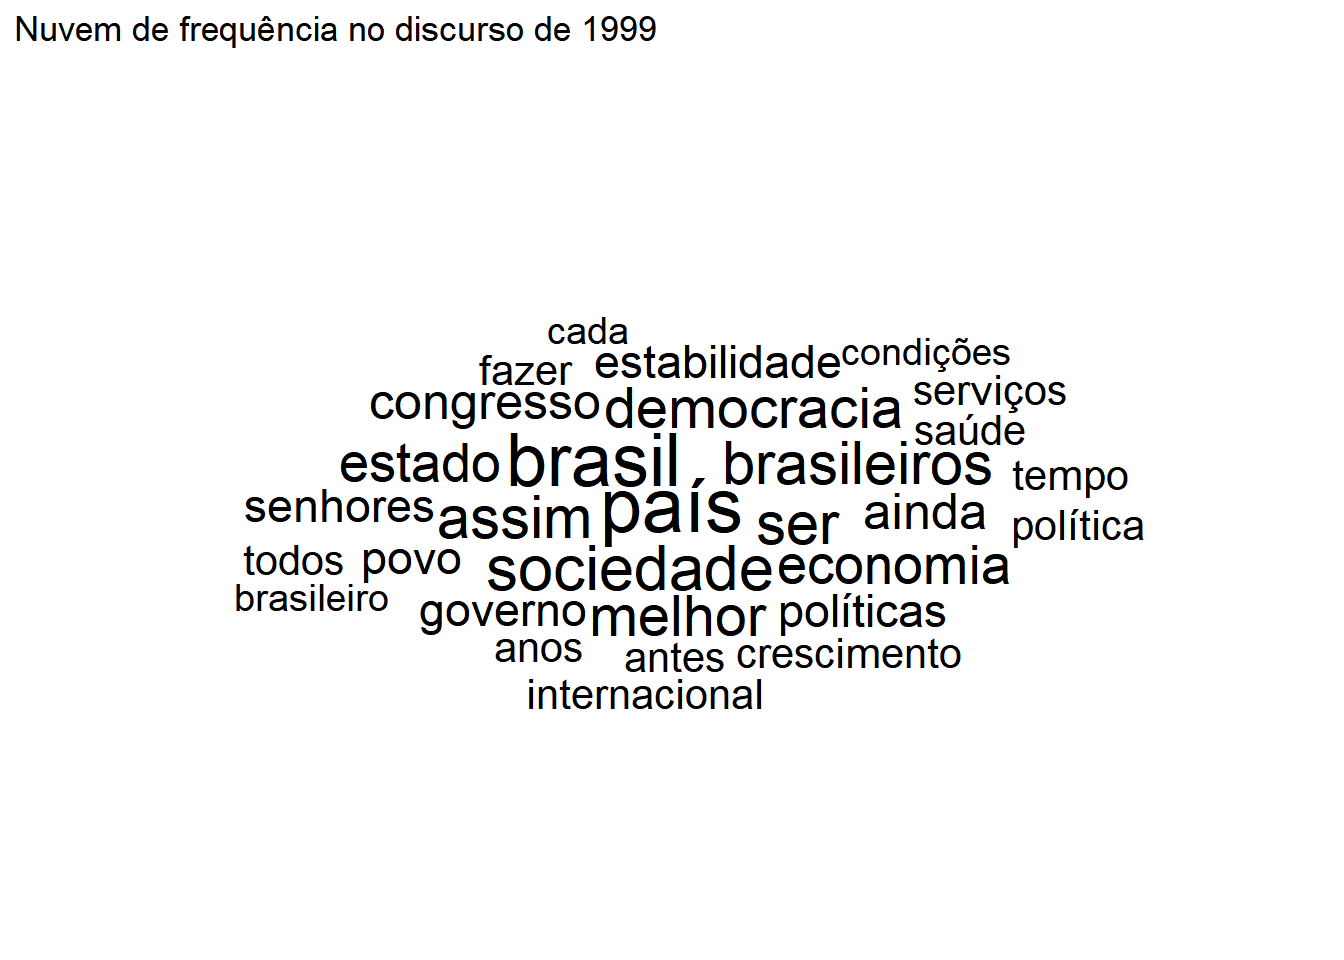 Nuvem de frequência no discurso de 1999
cada
fazer estabilidade condições
congresso democracia serviços
saúde
estado brasil brasileiros tempo
senhores assim país ser ainda política
todos povo sociedade economia
brasileiro governo melhor políticas
anos antes crescimento
internacional